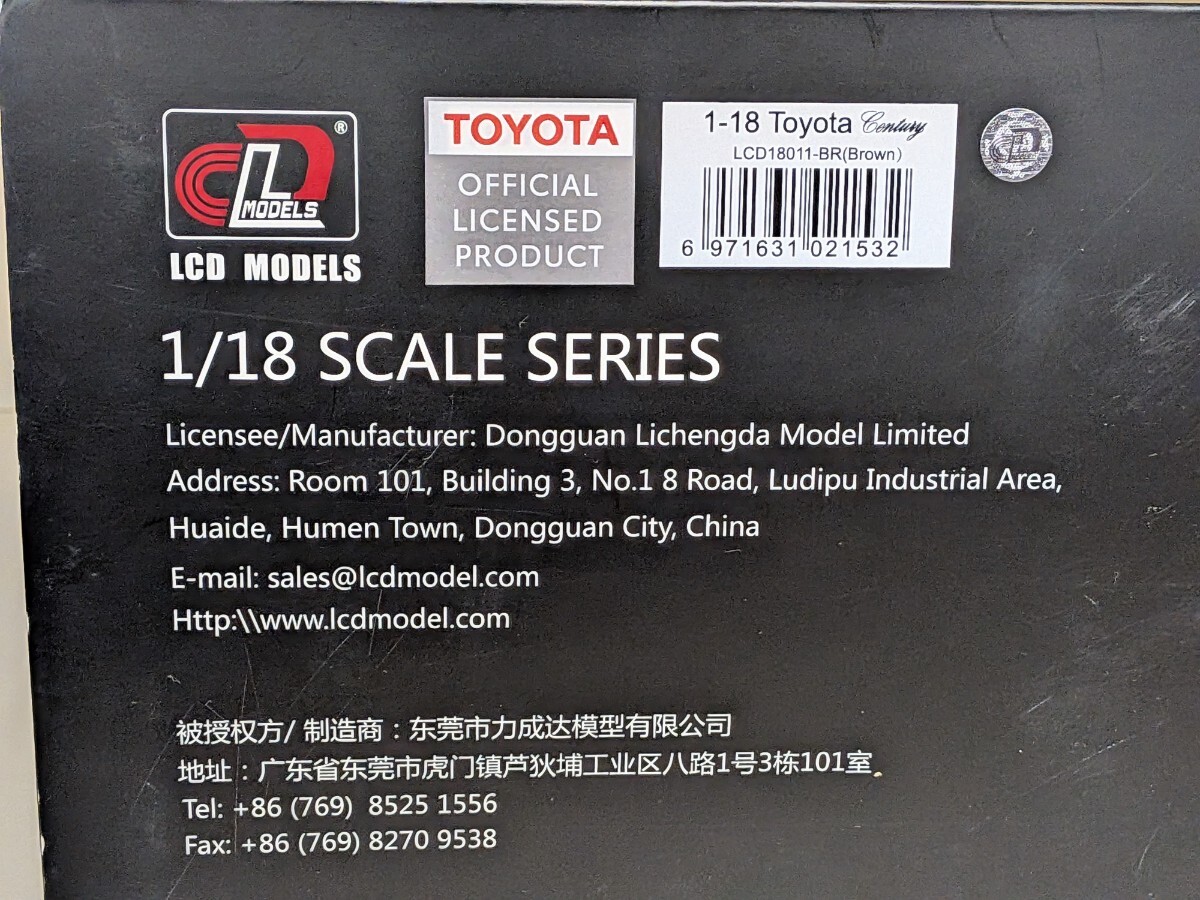 CLD
MODELS
®
LCD MODELS
TOYOTA
OFFICIAL
LICENSED
PRODUCT
1-18 Toyota Century
LCD18011-BR(Brown)
6 971631 021532
1/18 SCALE SERIES
Licensee/Manufacturer: Dongguan Lichengda Model Limited
Address: Room 101, Building 3, No.1 8 Road, Ludipu Industrial Area,
Huaide, Humen Town, Dongguan City, China
E-mail: sales@lcdmodel.com
Http:\\www.lcdmodel.com
被授权方/ 制造商：东莞市力成达模型有限公司
地址：广东省东莞市虎门镇芦狄埔工业区八路1号3栋101室。
Tel: +86 (769) 8525 1556
Fax: +86 (769) 8270 9538